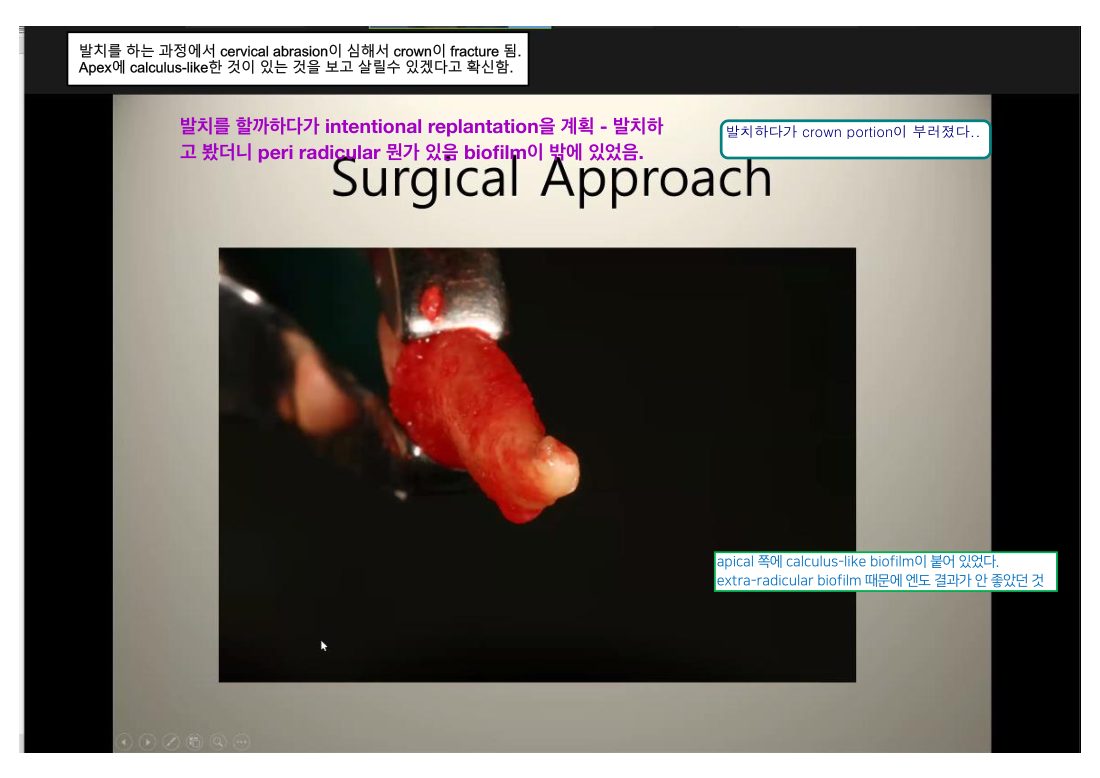 발치를 하는 과정에서 cervical abrasion이 심해서 crown이 fracture 됨.
Apex에 calculus-like한 것이 있는 것을 보고 살릴수 있겠다고 확신함.
발치를 할까하다가 intentional replantation을 계획 - 발치하
고 봤더니 peri radicular 뭔가 있음 biofilm이 밖에 있었음.
발치하다가 crown portion이 부러졌다..
Surgical Approach
apical 쪽에 calculus-like biofilm이 붙어 있었다.
extra-radicular biofilm 때문에 엔도 결과가 안 좋았던 것